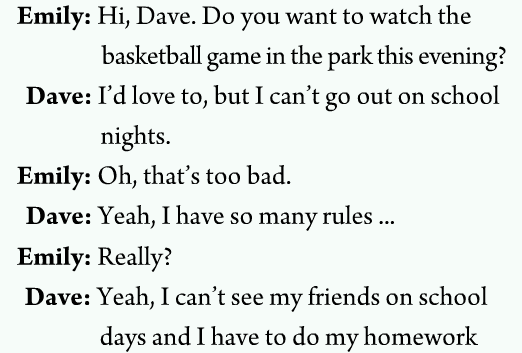 Emily: Hi, Dave. Do you want to watch the
basketball game in the park this evening?
Dave: I’d love to, but I can’t go out on school
nights.
Emily: Oh, that’s too bad.
Dave: Yeah, I have so many rules ...
Emily: Really?
Dave: Yeah, I can’t see my friends on school
days and I have to do my homework